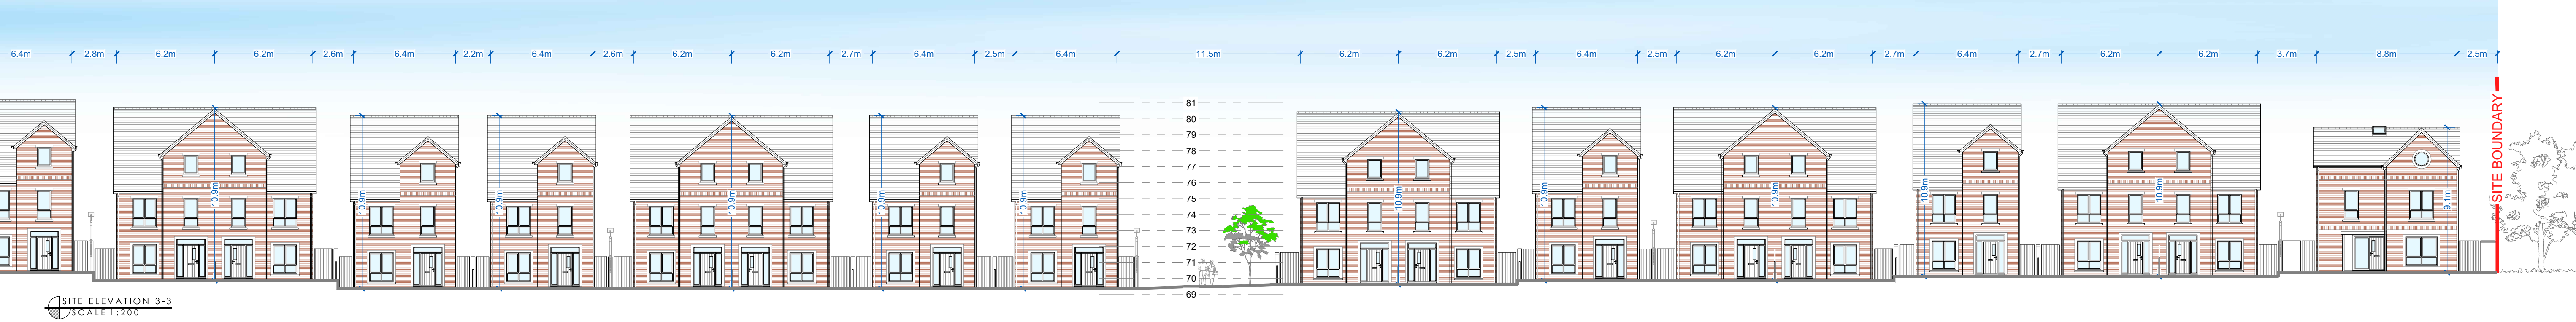 6.4m 2.8m 6.2m 6.2m 2.6m 6.4m 2.2m 6.4m 2.6m 6.2m 6.2m 2.7m 6.4m 2.5m 6.4m 11.5m 6.2m 6.2m 2.5m 6.4m 2.5m 6.2m 6.2m 2.7m 6.4m 2.7m 6.2m 6.2m 3.7m 8.8m 2.5m
81
80
79
78
77
76
75
74
73
72
71
70
69
10.9m
10.9m
10.9m
10.9m
10.9m
10.9m
10.9m
10.9m
10.9m
10.9m
10.9m
9.1m
SITE BOUNDARY
SITE ELEVATION 3-3
SCALE 1:200